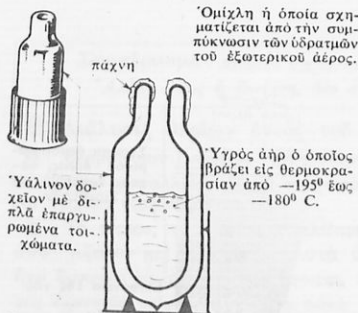 Ὁμίχλη ἡ ὁποία σχη-
ματίζεται ἀπὸ τὴν συμ-
πύκνωσιν τῶν ὑδρατμῶν
τοῦ ἐξωτερικοῦ ἀέρος.
πάχνη
Ὑγρὸς ἀὴρ ὁ ὁποῖος
βράζει εἰς θερμοκρα-
σίαν ἀπὸ —195⁰ ἕως
—180⁰ C.
Ὑάλινον δο-
χεῖον μὲ δι-
πλᾶ ἐπαργυ-
ρωμένα τοι-
χώματα.